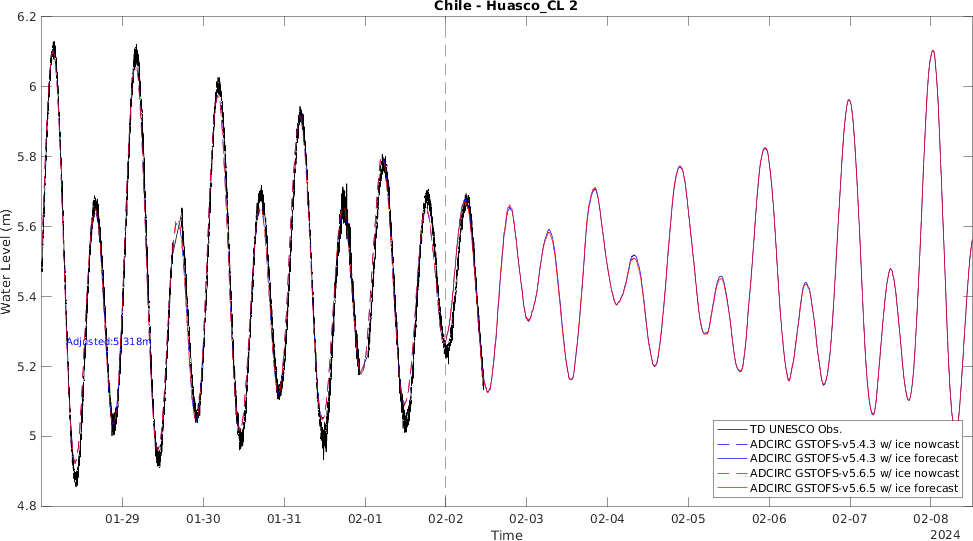 Chile - Huasco_CL 2
6.2
6
5.8
5.6
5.4
5.2
5
4.8
Water Level (m)
Adjusted:5.318m
TD UNESCO Obs.
ADCIRC GSTOFS-v5.4.3 w/ ice nowcast
ADCIRC GSTOFS-v5.4.3 w/ ice forecast
ADCIRC GSTOFS-v5.6.5 w/ ice nowcast
ADCIRC GSTOFS-v5.6.5 w/ ice forecast
01-29 01-30 01-31 02-01 02-02 02-03 02-04 02-05 02-06 02-07 02-08
2024
Time